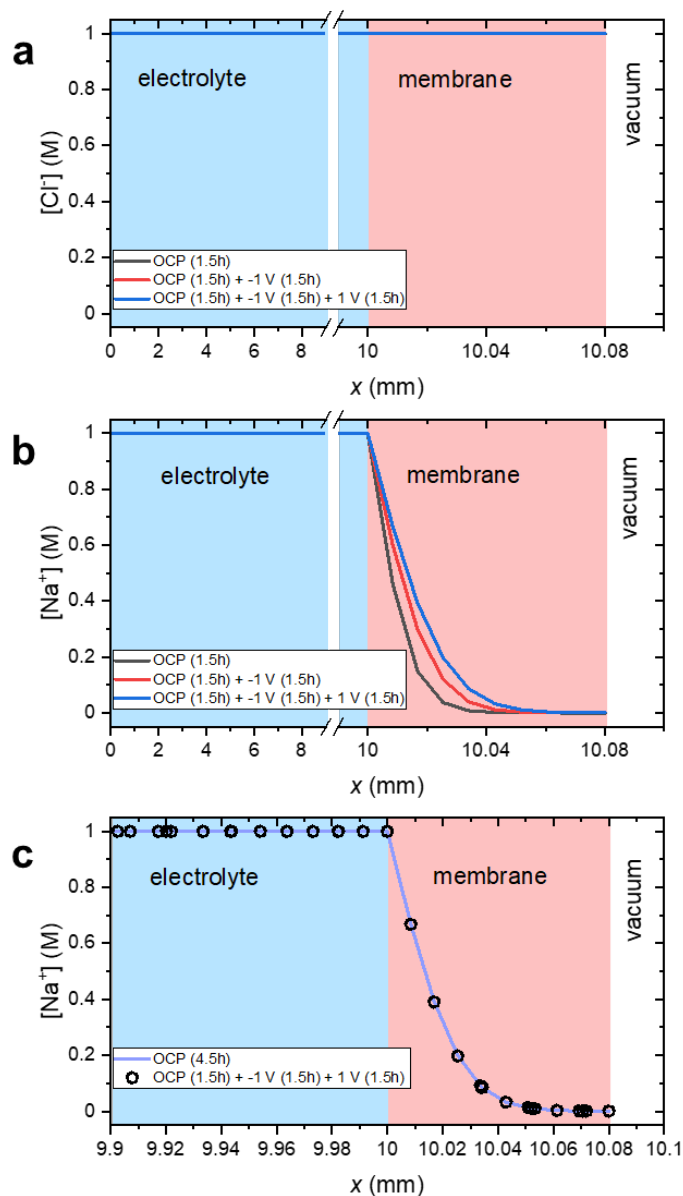 a
[Cl⁻] (M)
1
0.8
0.6
0.4
0.2
0
electrolyte
membrane
vacuum
OCP (1.5h)
OCP (1.5h) + -1 V (1.5h)
OCP (1.5h) + -1 V (1.5h) + 1 V (1.5h)
0 2 4 6 8 10 10.04 10.08
x (mm)
b
[Na⁺] (M)
1
0.8
0.6
0.4
0.2
0
electrolyte
membrane
vacuum
OCP (1.5h)
OCP (1.5h) + -1 V (1.5h)
OCP (1.5h) + -1 V (1.5h) + 1 V (1.5h)
0 2 4 6 8 10 10.04 10.08
x (mm)
c
[Na⁺] (M)
1
0.8
0.6
0.4
0.2
0
electrolyte
membrane
vacuum
OCP (4.5h)
OCP (1.5h) + -1 V (1.5h) + 1 V (1.5h)
9.9 9.92 9.94 9.96 9.98 10 10.02 10.04 10.06 10.08 10.1
x (mm)